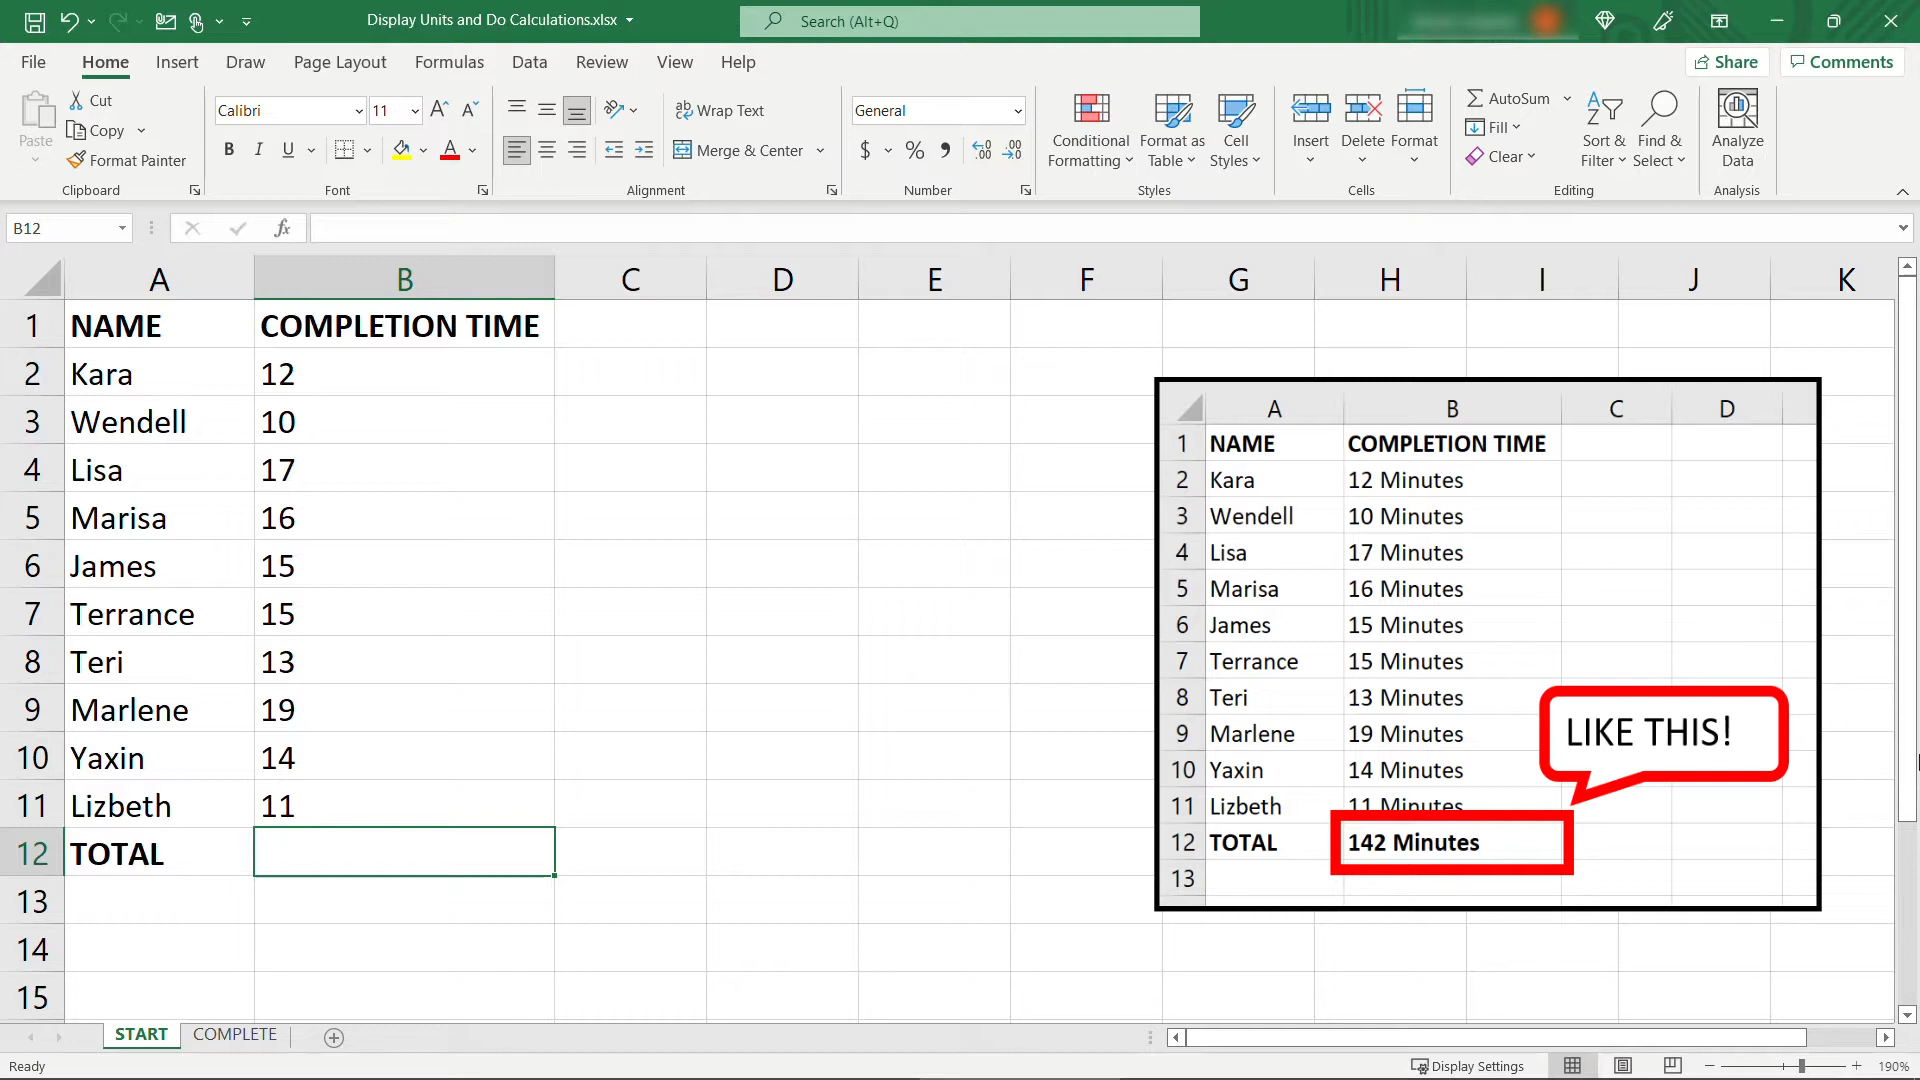 Display Units and Do Calculations.xlsx
Search (Alt+Q)
File Home Insert Draw Page Layout Formulas Data Review View Help
Share
Comments
Paste
Cut
Copy
Format Painter
Clipboard
Calibri
11
B I U
Font
Wrap Text
Merge & Center
Alignment
General
$ %
Number
Conditional Formatting
Format as Table
Cell Styles
Styles
Insert
Delete
Format
Cells
AutoSum
Fill
Clear
Sort & Filter
Find & Select
Editing
Analyze Data
Analysis
B12
fx
A B C D E F G H I J K
1 NAME COMPLETION TIME
2 Kara 12
3 Wendell 10
4 Lisa 17
5 Marisa 16
6 James 15
7 Terrance 15
8 Teri 13
9 Marlene 19
10 Yaxin 14
11 Lizbeth 11
12 TOTAL
13
14
15
A B C D
1 NAME COMPLETION TIME
2 Kara 12 Minutes
3 Wendell 10 Minutes
4 Lisa 17 Minutes
5 Marisa 16 Minutes
6 James 15 Minutes
7 Terrance 15 Minutes
8 Teri 13 Minutes
9 Marlene 19 Minutes
10 Yaxin 14 Minutes
11 Lizbeth 11 Minutes
12 TOTAL 142 Minutes
13
LIKE THIS!
START COMPLETE
Ready
Display Settings
190%